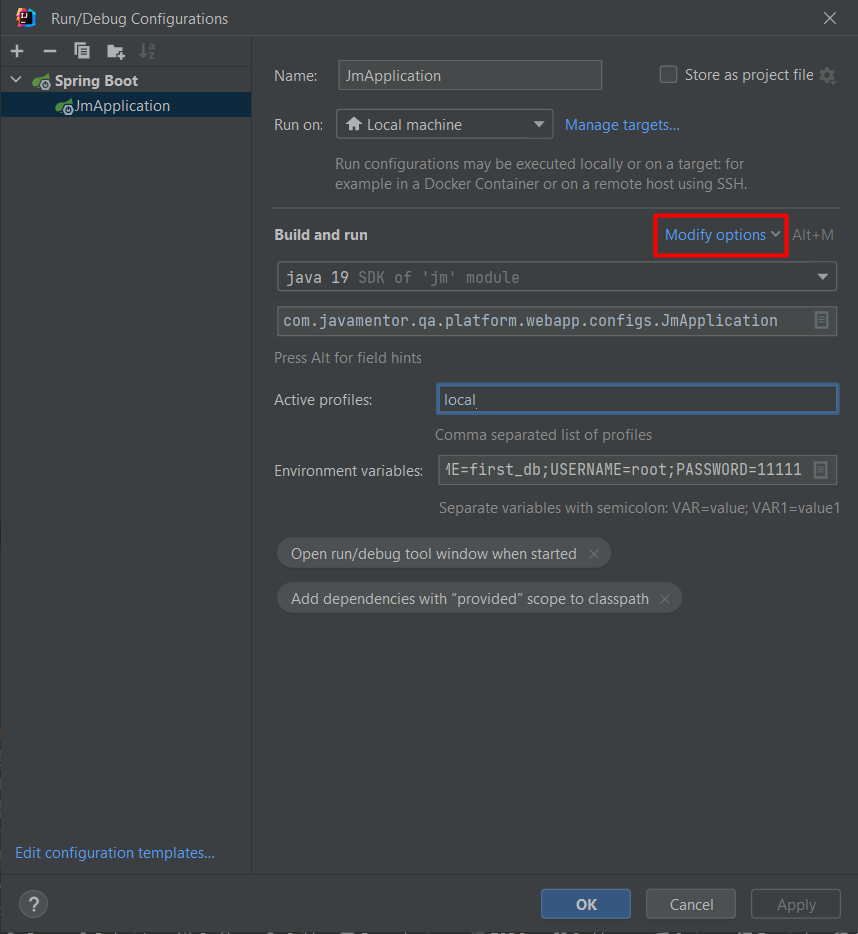 Run/Debug Configurations
Spring Boot
JmApplication
Name: JmApplication Store as project file
Run on: Local machine Manage targets...
Run configurations may be executed locally or on a target: for
example in a Docker Container or on a remote host using SSH.
Build and run Modify options Alt+M
java 19 SDK of 'jm' module
com.javamentor.qa.platform.webapp.configs.JmApplication
Press Alt for field hints
Active profiles: local
Comma separated list of profiles
Environment variables: ME=first_db;USERNAME=root;PASSWORD=11111
Separate variables with semicolon: VAR=value; VAR1=value1
Open run/debug tool window when started
Add dependencies with “provided” scope to classpath
Edit configuration templates...
? OK Cancel Apply